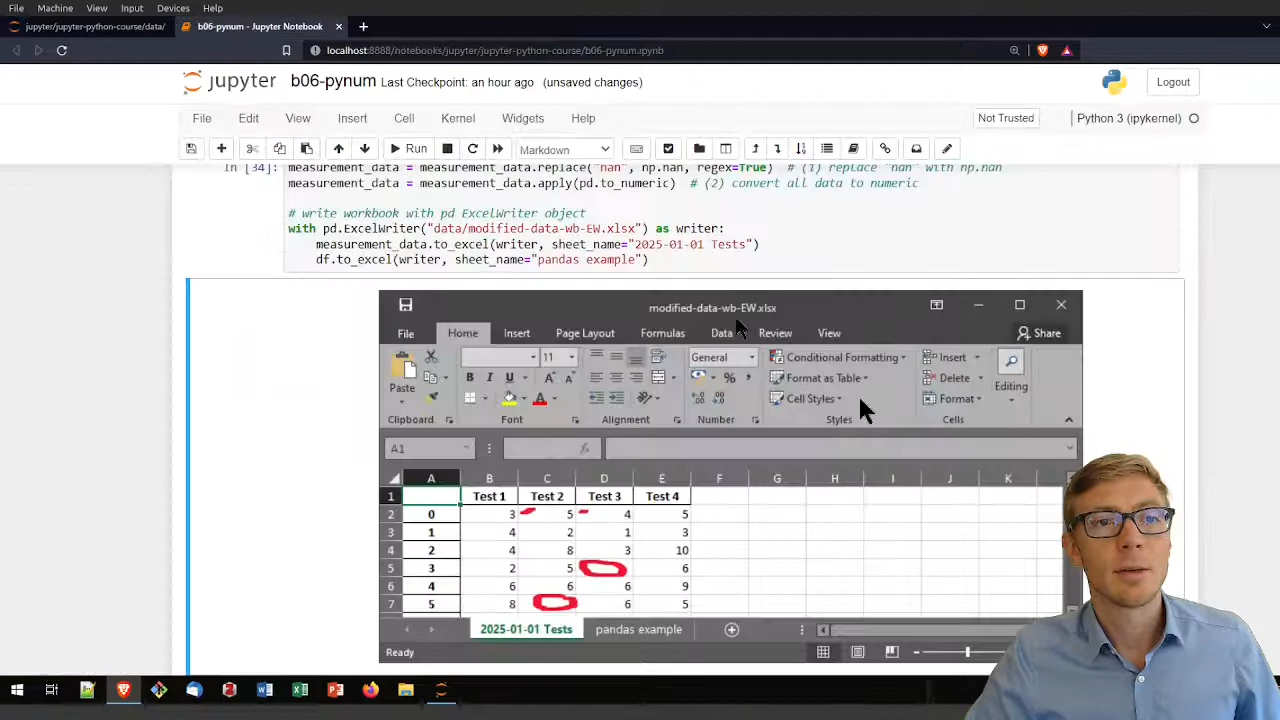 File Machine View Input Devices Help
jupyter/jupyter-python-course/data/
b06-pynum - Jupyter Notebook
localhost:8888/notebooks/jupyter/jupyter-python-course/b06-pynum.ipynb
jupyter b06-pynum Last Checkpoint: an hour ago (unsaved changes)
Logout
File Edit View Insert Cell Kernel Widgets Help
Not Trusted
Python 3 (ipykernel)
Run
Markdown
In [34]: measurement_data = measurement_data.replace("nan", np.nan, regex=True) # (1) replace "nan" with np.nan
measurement_data = measurement_data.apply(pd.to_numeric) # (2) convert all data to numeric
# write workbook with pd ExcelWriter object
with pd.ExcelWriter("data/modified-data-wb-EW.xlsx") as writer:
measurement_data.to_excel(writer, sheet_name="2025-01-01 Tests")
df.to_excel(writer, sheet_name="pandas example")
modified-data-wb-EW.xlsx
File Home Insert Page Layout Formulas Data Review View Share
Paste
11
B I U A A
A
General
%
Conditional Formatting
Format as Table
Cell Styles
Insert
Delete
Format
Editing
Clipboard Font Alignment Number Styles Cells
A1
fx
A B C D E F G H I J K
1 Test 1 Test 2 Test 3 Test 4
2 0 3 5 4 5
3 1 4 2 1 3
4 2 4 8 3 10
5 3 2 5 6
6 4 6 6 6 9
7 5 8 6 5
2025-01-01 Tests pandas example
Ready